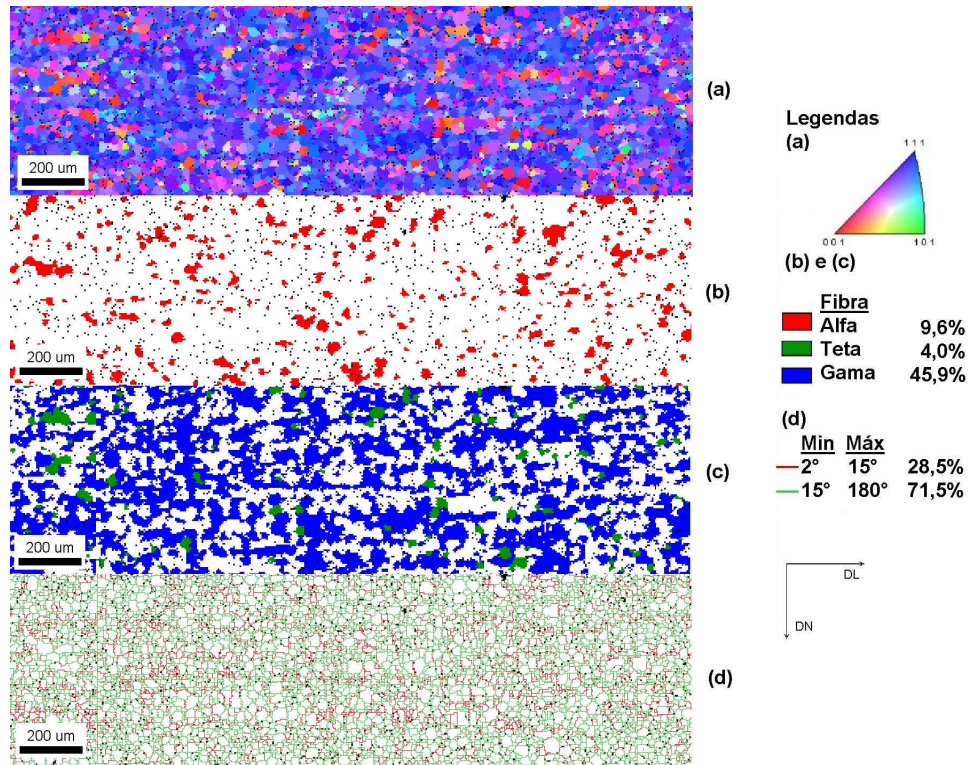 (a)
200 um
(b)
200 um
(c)
200 um
(d)
200 um
Legendas
(a)
111
001
101
(b) e (c)
Fibra
Alfa 9,6%
Teta 4,0%
Gama 45,9%
(d)
Min Máx
2° 15° 28,5%
15° 180° 71,5%
DL
DN